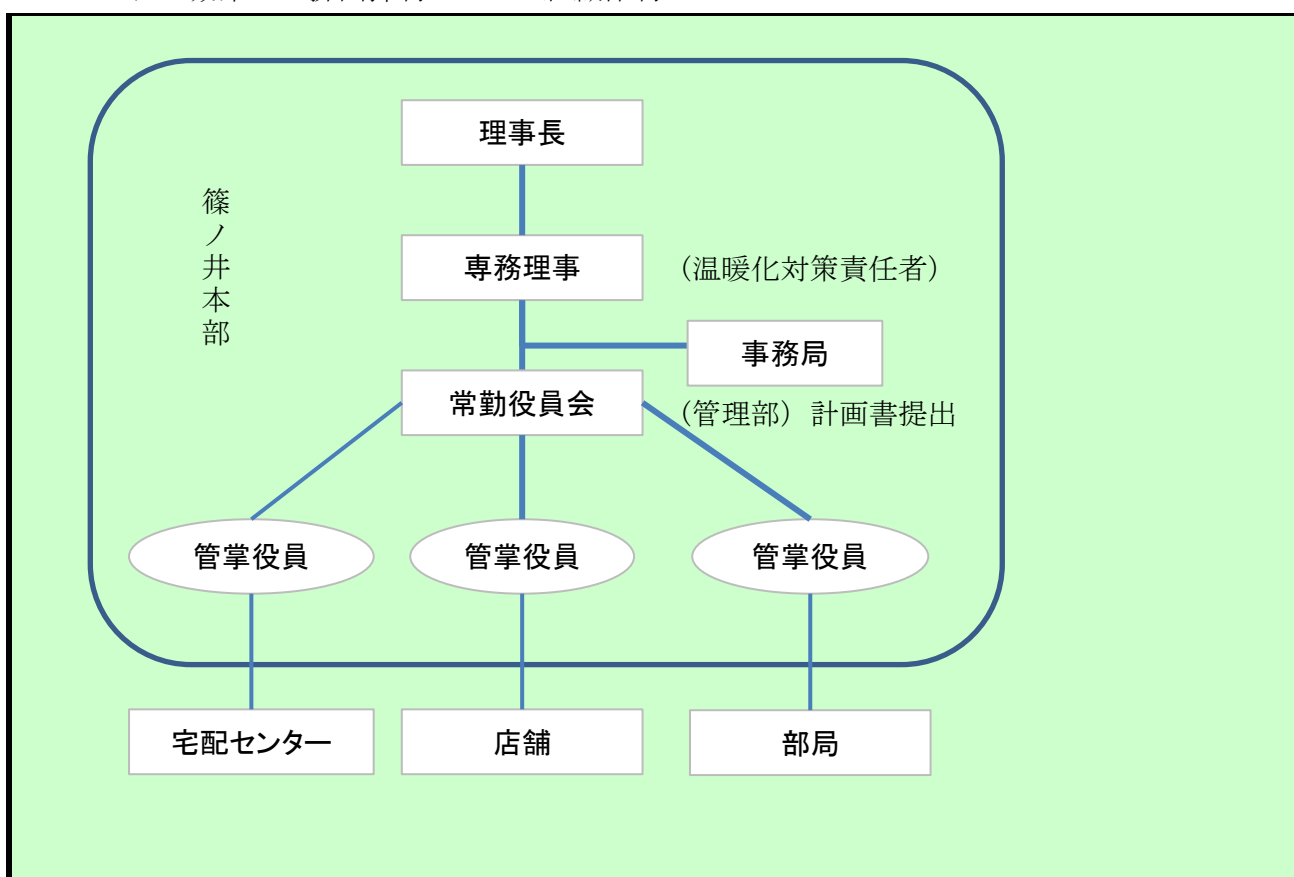 理事長
篠ノ井本部
専務理事
（温暖化対策責任者）
事務局
常勤役員会
（管理部）計画書提出
管掌役員
管掌役員
管掌役員
宅配センター
店舗
部局